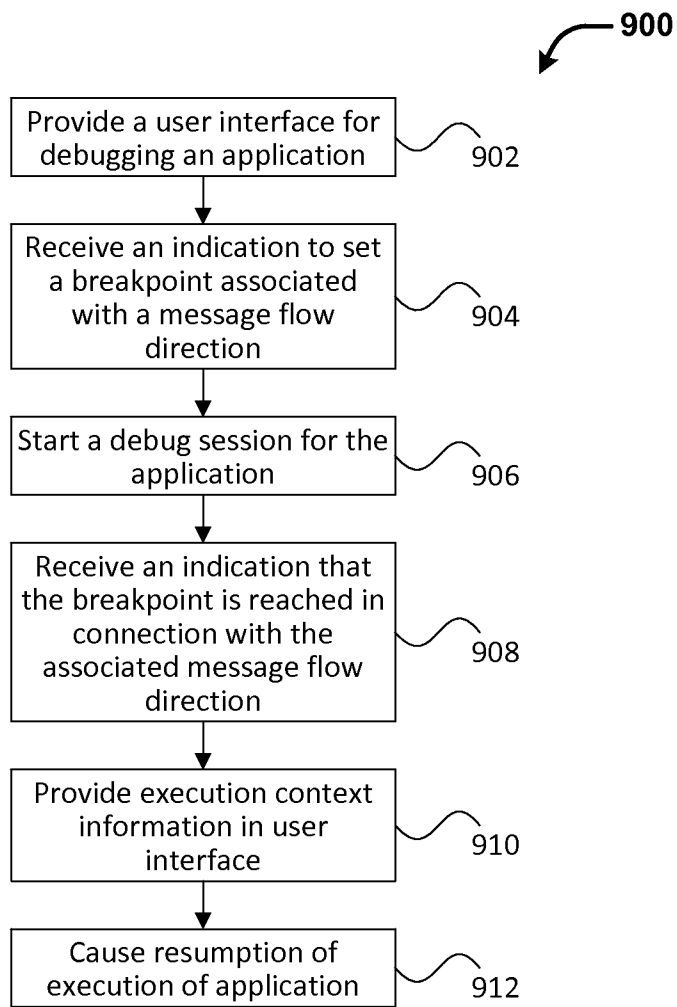 900
Provide a user interface for
debugging an application
902
Receive an indication to set
a breakpoint associated
with a message flow
direction
904
Start a debug session for the
application
906
Receive an indication that
the breakpoint is reached in
connection with the
associated message flow
direction
908
Provide execution context
information in user
interface
910
Cause resumption of
execution of application
912